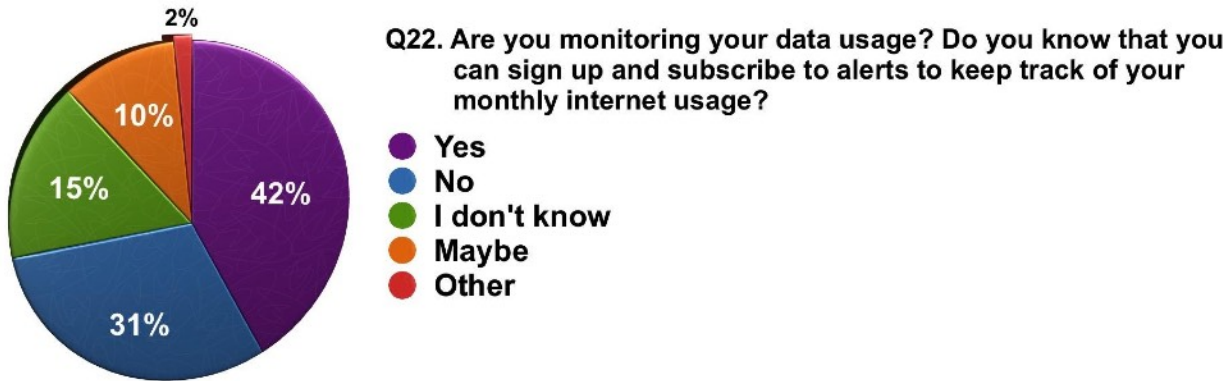 2%
10%
15%
42%
31%
Q22. Are you monitoring your data usage? Do you know that you
can sign up and subscribe to alerts to keep track of your
monthly internet usage?
Yes
No
I don't know
Maybe
Other